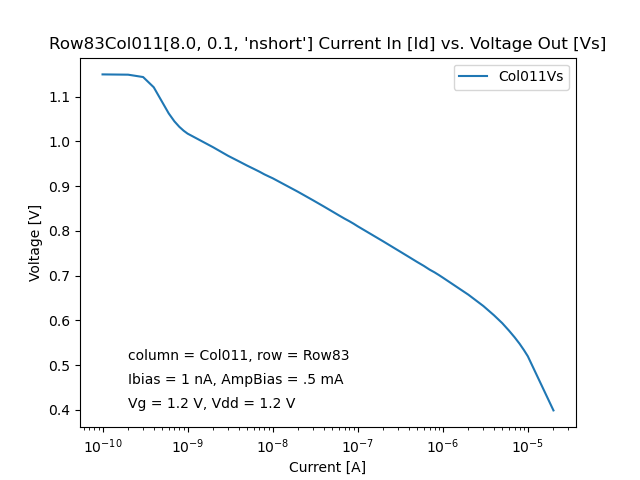 Row83Col011[8.0, 0.1, 'nshort'] Current In [Id] vs. Voltage Out [Vs]
Col011Vs
1.1
1.0
0.9
0.8
0.7
0.6
0.5
0.4
Voltage [V]
column = Col011, row = Row83
Ibias = 1 nA, AmpBias = .5 mA
Vg = 1.2 V, Vdd = 1.2 V
10⁻¹⁰ 10⁻⁹ 10⁻⁸ 10⁻⁷ 10⁻⁶ 10⁻⁵
Current [A]